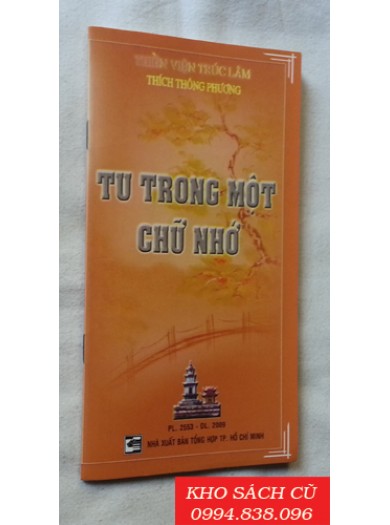 THIỀN VIỆN TRÚC LÂM
THÍCH THÔNG PHƯƠNG
TU TRONG MỘT
CHỮ NHỚ
PL. 2553 - DL. 2009
NHÀ XUẤT BẢN TỔNG HỢP TP. HỒ CHÍ MINH
KHO SÁCH CŨ
0994.838.096